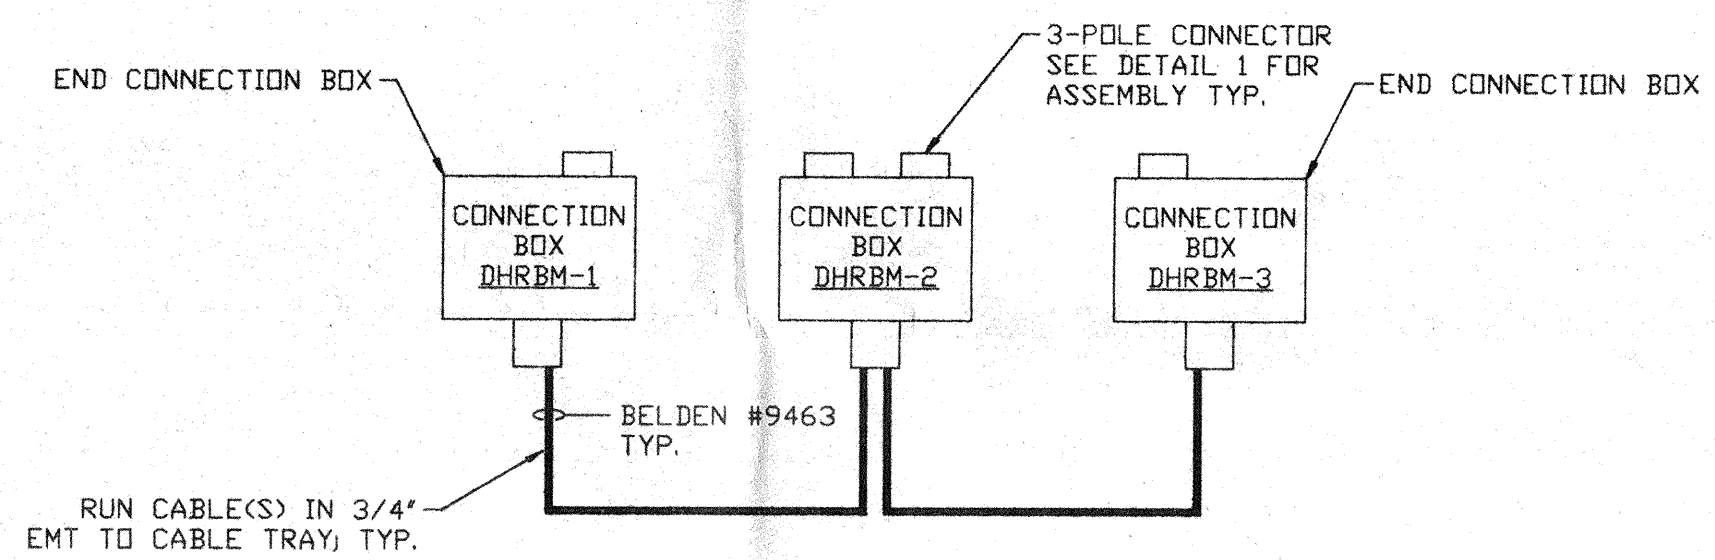 3-POLE CONNECTOR
SEE DETAIL 1 FOR
ASSEMBLY TYP.
END CONNECTION BOX
END CONNECTION BOX
CONNECTION
BOX
DHRBM-1
CONNECTION
BOX
DHRBM-2
CONNECTION
BOX
DHRBM-3
BELDEN #9463
TYP.
RUN CABLE(S) IN 3/4"
EMT TO CABLE TRAY; TYP.